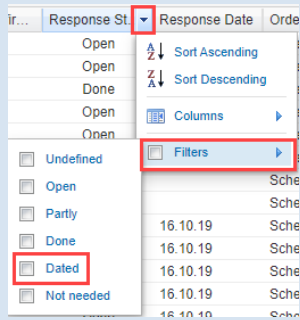 ir... Response St... Response Date Orde
Open
Open
Done
Open
Open
Sort Ascending
Sort Descending
Columns
Filters
Undefined
Open
Partly
Done
Dated
Not needed
Sche
Sche
16.10.19 Sche
16.10.19 Sche
16.10.19 Sche
16.10.19 Sche
16.10.19 Sche